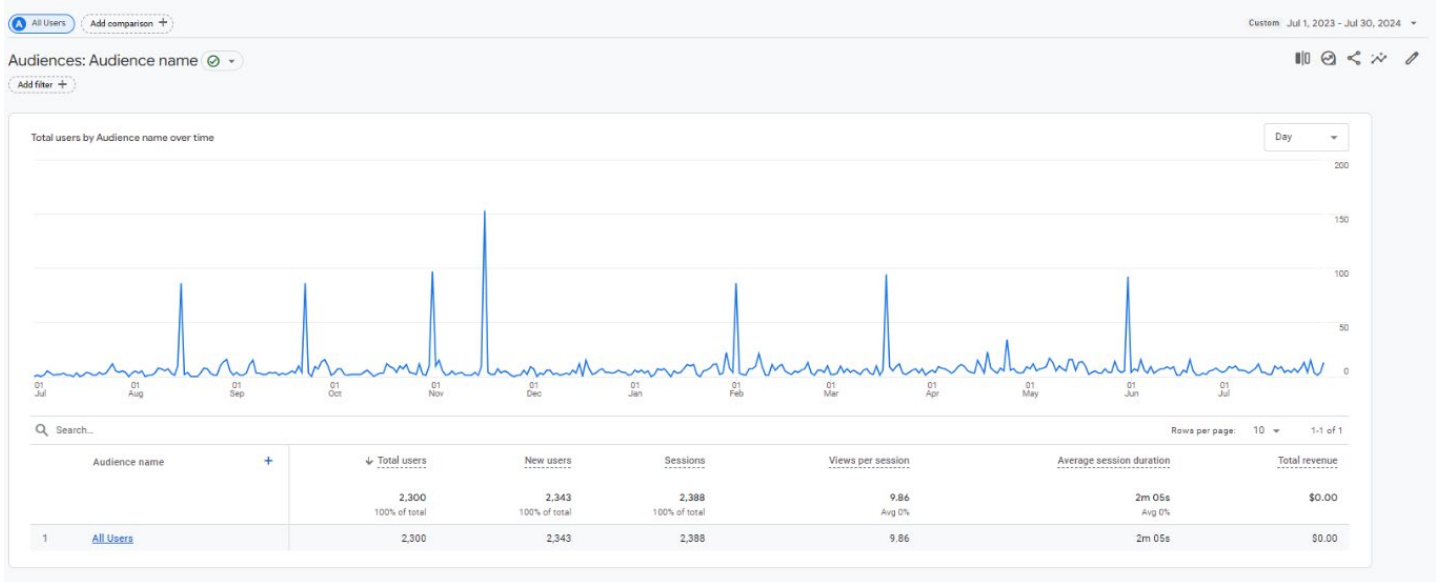 A All Users Add comparison + Custom Jul 1, 2023 - Jul 30, 2024
Audiences: Audience name
Add filter +
Total users by Audience name over time
Day
200
150
100
50
0
01 01 01 01 01 01 01 01 01 01 01 01 01
Jul Aug Sep Oct Nov Dec Jan Feb Mar Apr May Jun Jul
Search... Rows per page: 10 1-1 of 1
Audience name + ↓ Total users New users Sessions Views per session Average session duration Total revenue
2,300 2,343 2,388 9.86 2m 05s $0.00
100% of total 100% of total 100% of total Avg 0% Avg 0%
1 All Users 2,300 2,343 2,388 9.86 2m 05s $0.00